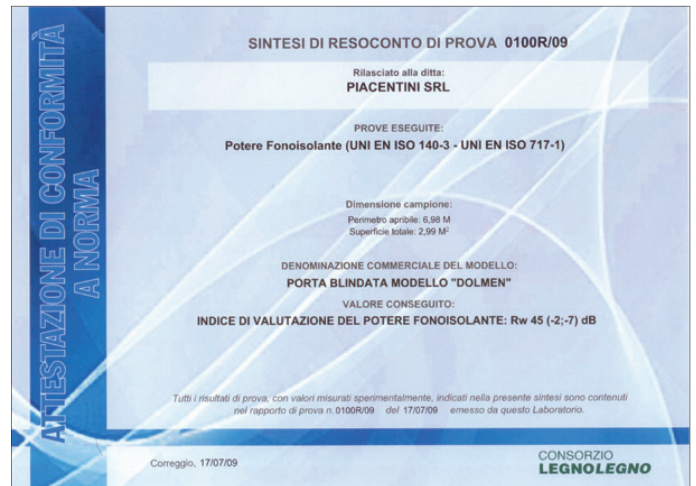 ATTESTAZIONE DI CONFORMITÀ
A NORMA
SINTESI DI RESOCONTO DI PROVA 0100R/09
Rilasciato alla ditta:
PIACENTINI SRL
PROVE ESEGUITE:
Potere Fonoisolante (UNI EN ISO 140-3 - UNI EN ISO 717-1)
Dimensione campione:
Perimetro apribile: 6,98 M
Superficie totale: 2,99 M²
DENOMINAZIONE COMMERCIALE DEL MODELLO:
PORTA BLINDATA MODELLO "DOLMEN"
VALORE CONSEGUITO:
INDICE DI VALUTAZIONE DEL POTERE FONOISOLANTE: Rw 45 (-2;-7) dB
Tutti i risultati di prova, con valori misurati sperimentalmente, indicati nella presente sintesi sono contenuti
nel rapporto di prova n. 0100R/09 del 17/07/09 emesso da questo Laboratorio.
Correggio, 17/07/09
CONSORZIO
LEGNOLEGNO